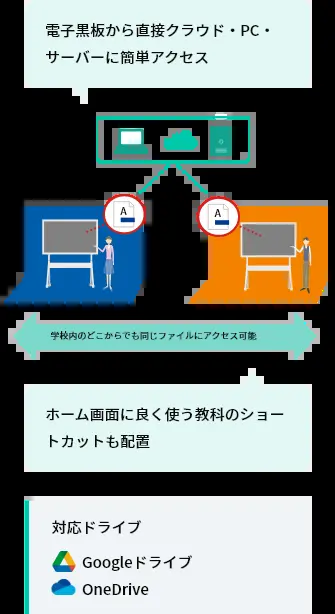 電子黒板から直接クラウド・PC・
サーバーに簡単アクセス
A
A
学校内のどこからでも同じファイルにアクセス可能
ホーム画面に良く使う教科のショー
トカットも配置
対応ドライブ
Googleドライブ
OneDrive